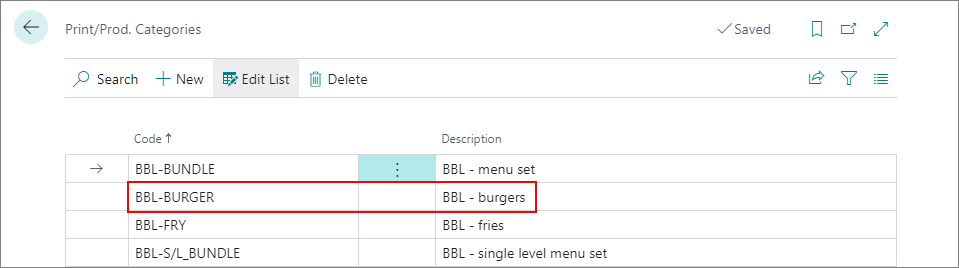 Print/Prod. Categories Saved
Search New Edit List Delete
Code ↑ Description
BBL-BUNDLE BBL - menu set
BBL-BURGER BBL - burgers
BBL-FRY BBL - fries
BBL-S/L_BUNDLE BBL - single level menu set